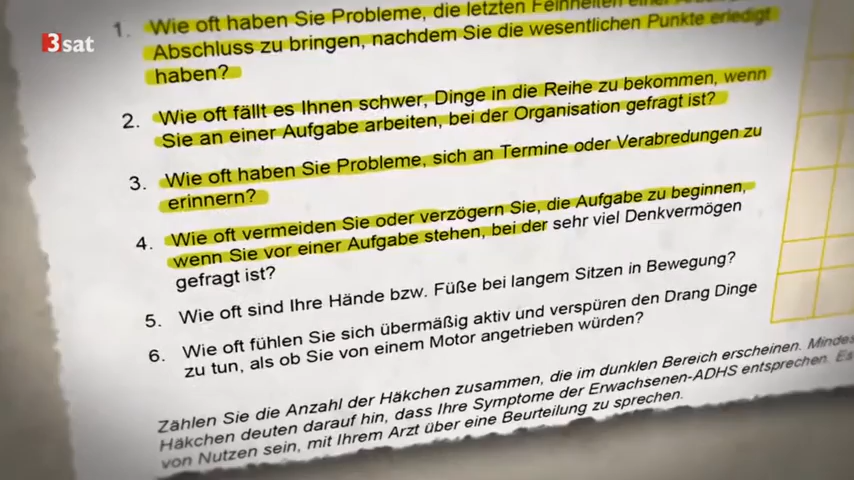 3sat
1. Wie oft haben Sie Probleme, die letzten Feinheiten einer
Abschluss zu bringen, nachdem Sie die wesentlichen Punkte erledigt
haben?
2. Wie oft fällt es Ihnen schwer, Dinge in die Reihe zu bekommen, wenn
Sie an einer Aufgabe arbeiten, bei der Organisation gefragt ist?
3. Wie oft haben Sie Probleme, sich an Termine oder Verabredungen zu
erinnern?
4. Wie oft vermeiden Sie oder verzögern Sie, die Aufgabe zu beginnen,
wenn Sie vor einer Aufgabe stehen, bei der sehr viel Denkvermögen
gefragt ist?
5. Wie oft sind Ihre Hände bzw. Füße bei langem Sitzen in Bewegung?
6. Wie oft fühlen Sie sich übermäßig aktiv und verspüren den Drang Dinge
zu tun, als ob Sie von einem Motor angetrieben würden?
Zählen Sie die Anzahl der Häkchen zusammen, die im dunklen Bereich erscheinen. Mindes
Häkchen deuten darauf hin, dass Ihre Symptome der Erwachsenen-ADHS entsprechen. Es
von Nutzen sein, mit Ihrem Arzt über eine Beurteilung zu sprechen.